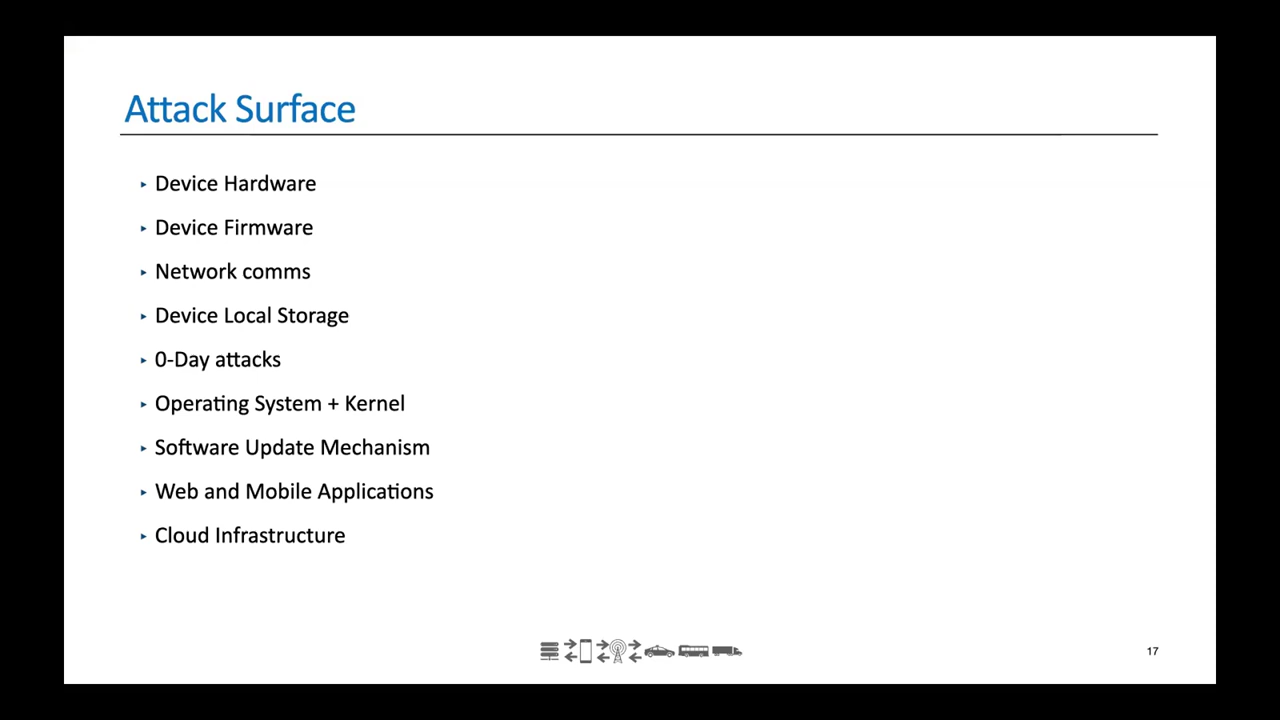 Attack Surface
Device Hardware
Device Firmware
Network comms
Device Local Storage
0-Day attacks
Operating System + Kernel
Software Update Mechanism
Web and Mobile Applications
Cloud Infrastructure
17